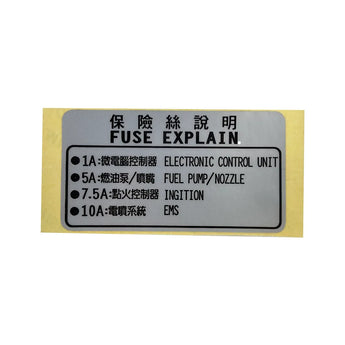 保險絲說明
FUSE EXPLAIN
●1A:微電腦控制器 ELECTRONIC CONTROL UNIT
●5A:燃油泵/噴嘴 FUEL PUMP/NOZZLE
●7.5A:點火控制器 INGITION
●10A:電噴系統 EMS